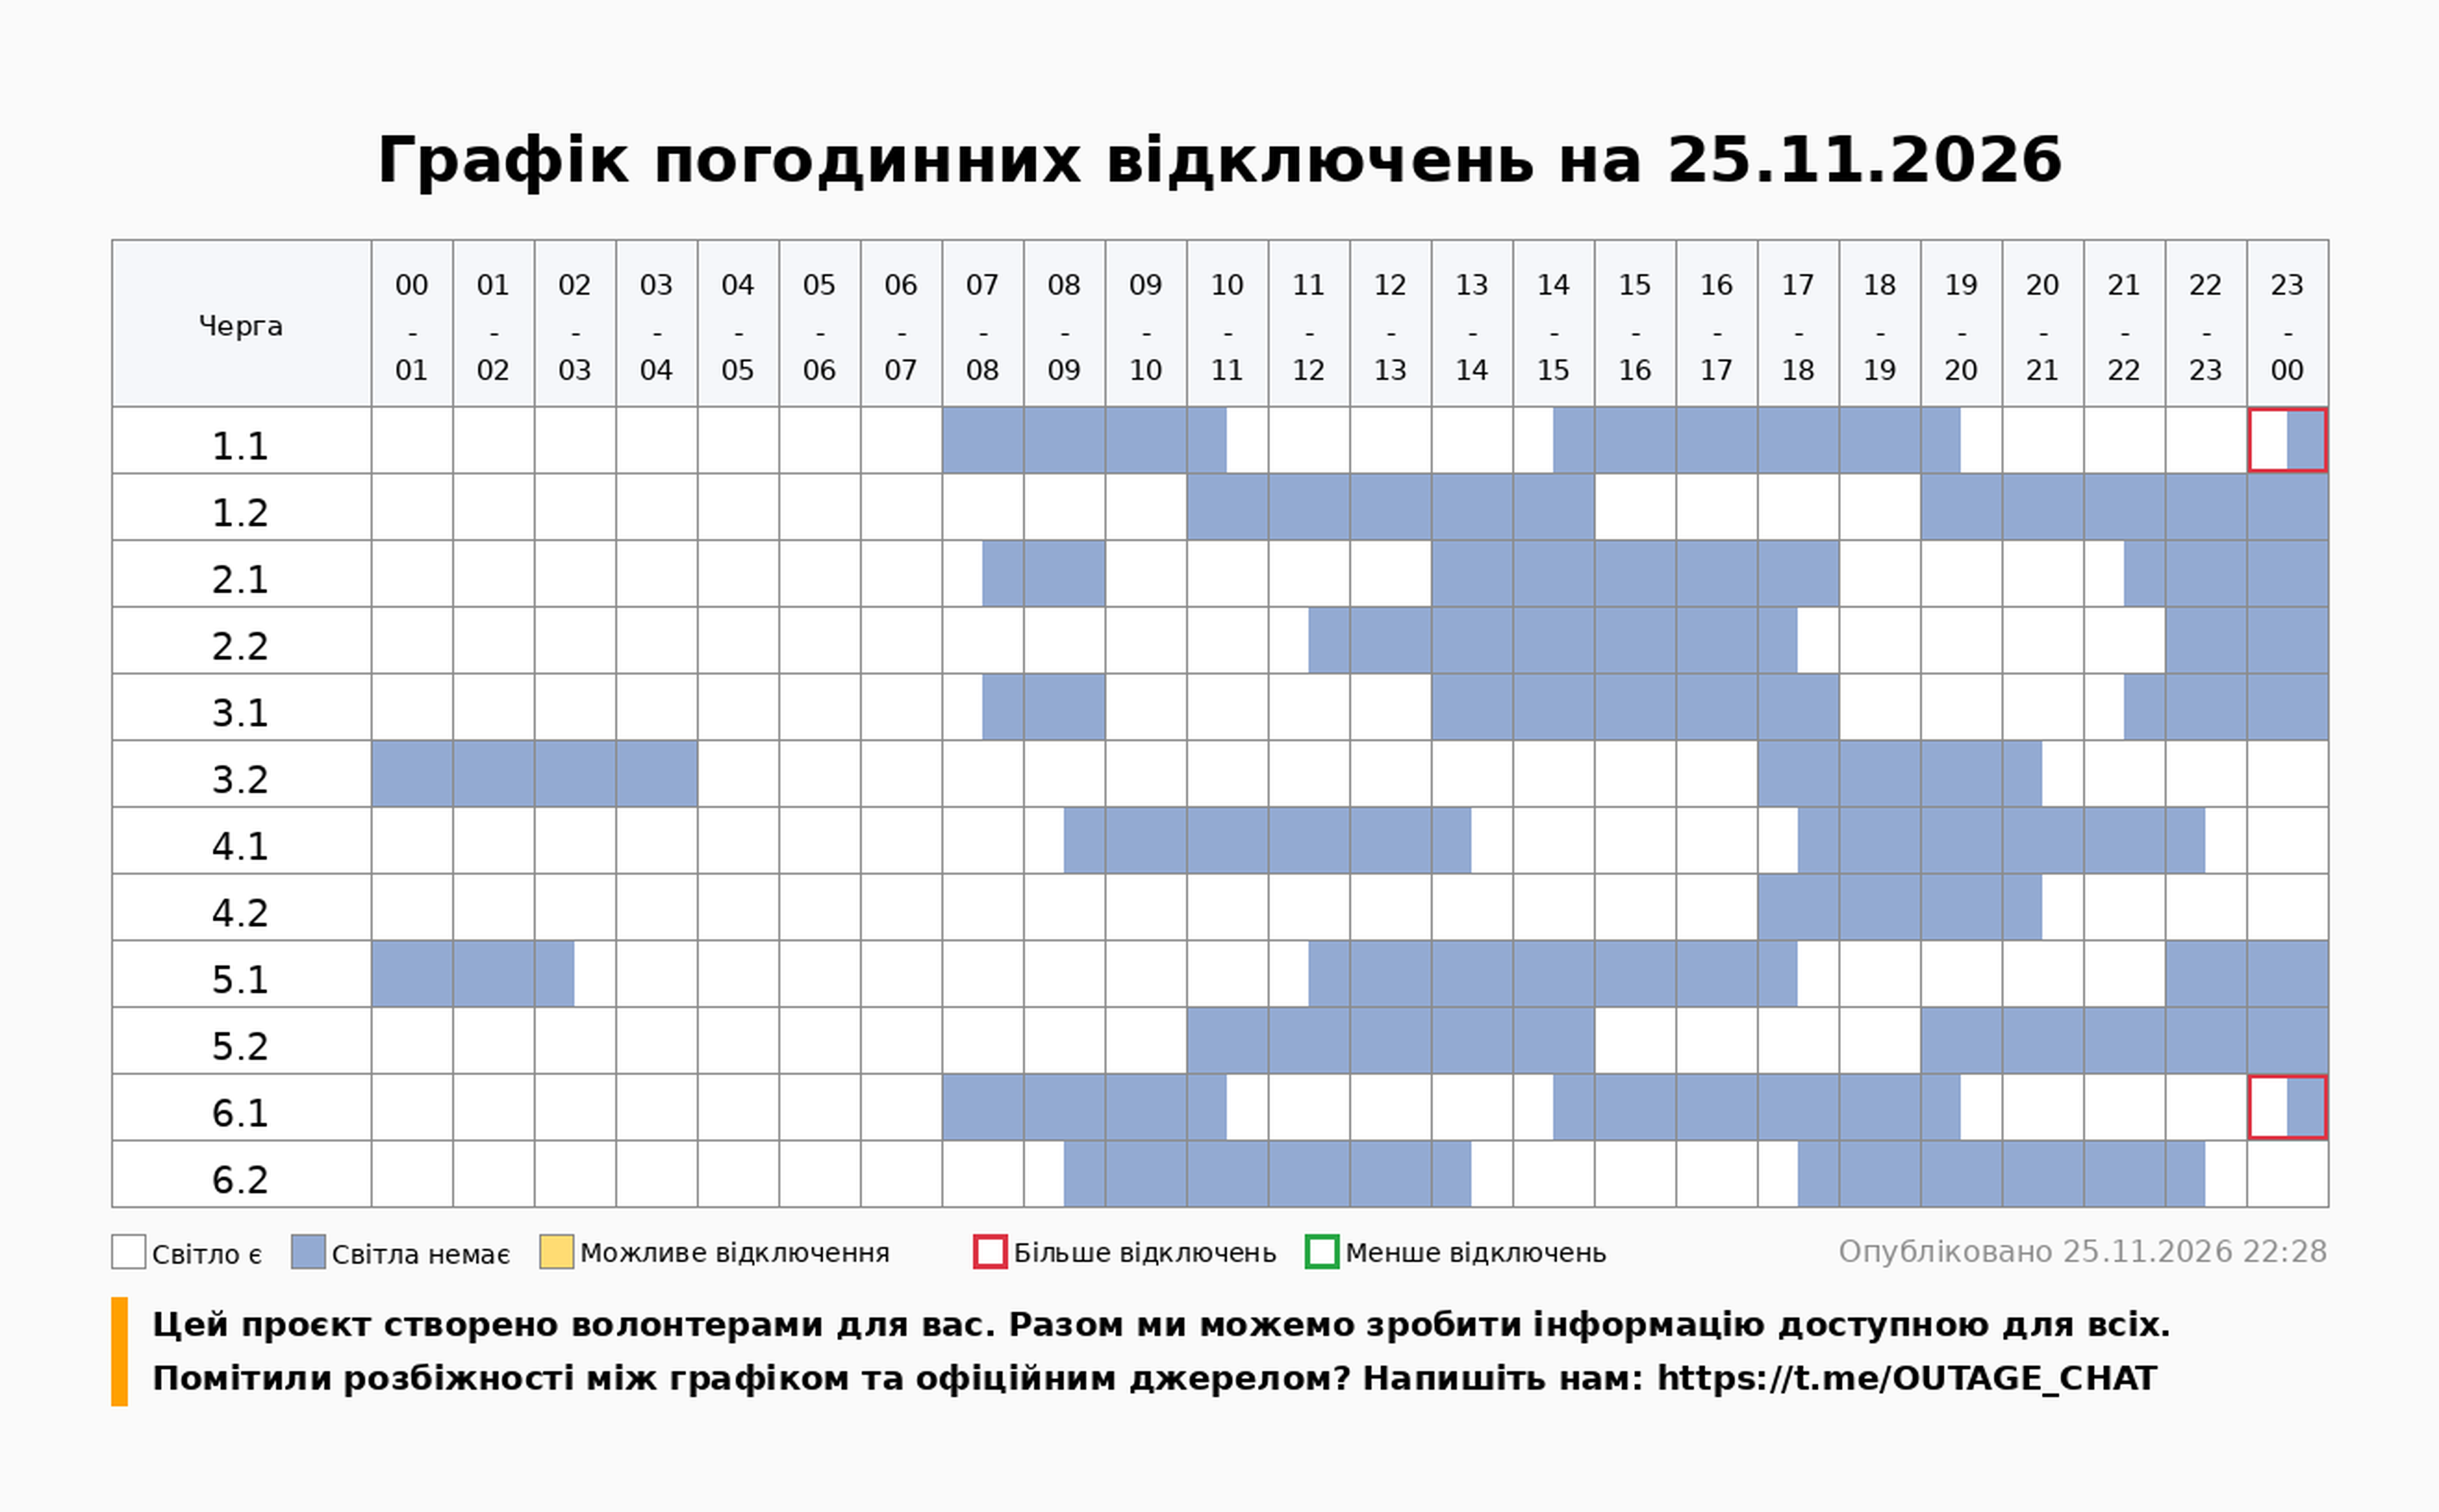 Графік погодинних відключень на 25.11.2026
Черга
00 - 01
01 - 02
02 - 03
03 - 04
04 - 05
05 - 06
06 - 07
07 - 08
08 - 09
09 - 10
10 - 11
11 - 12
12 - 13
13 - 14
14 - 15
15 - 16
16 - 17
17 - 18
18 - 19
19 - 20
20 - 21
21 - 22
22 - 23
23 - 00
1.1
1.2
2.1
2.2
3.1
3.2
4.1
4.2
5.1
5.2
6.1
6.2
Світло є
Світла немає
Можливе відключення
Більше відключень
Менше відключень
Опубліковано 25.11.2026 22:28
Цей проєкт створено волонтерами для вас. Разом ми можемо зробити інформацію доступною для всіх.
Помітили розбіжності між графіком та офіційним джерелом? Напишіть нам: https://t.me/OUTAGE_CHAT